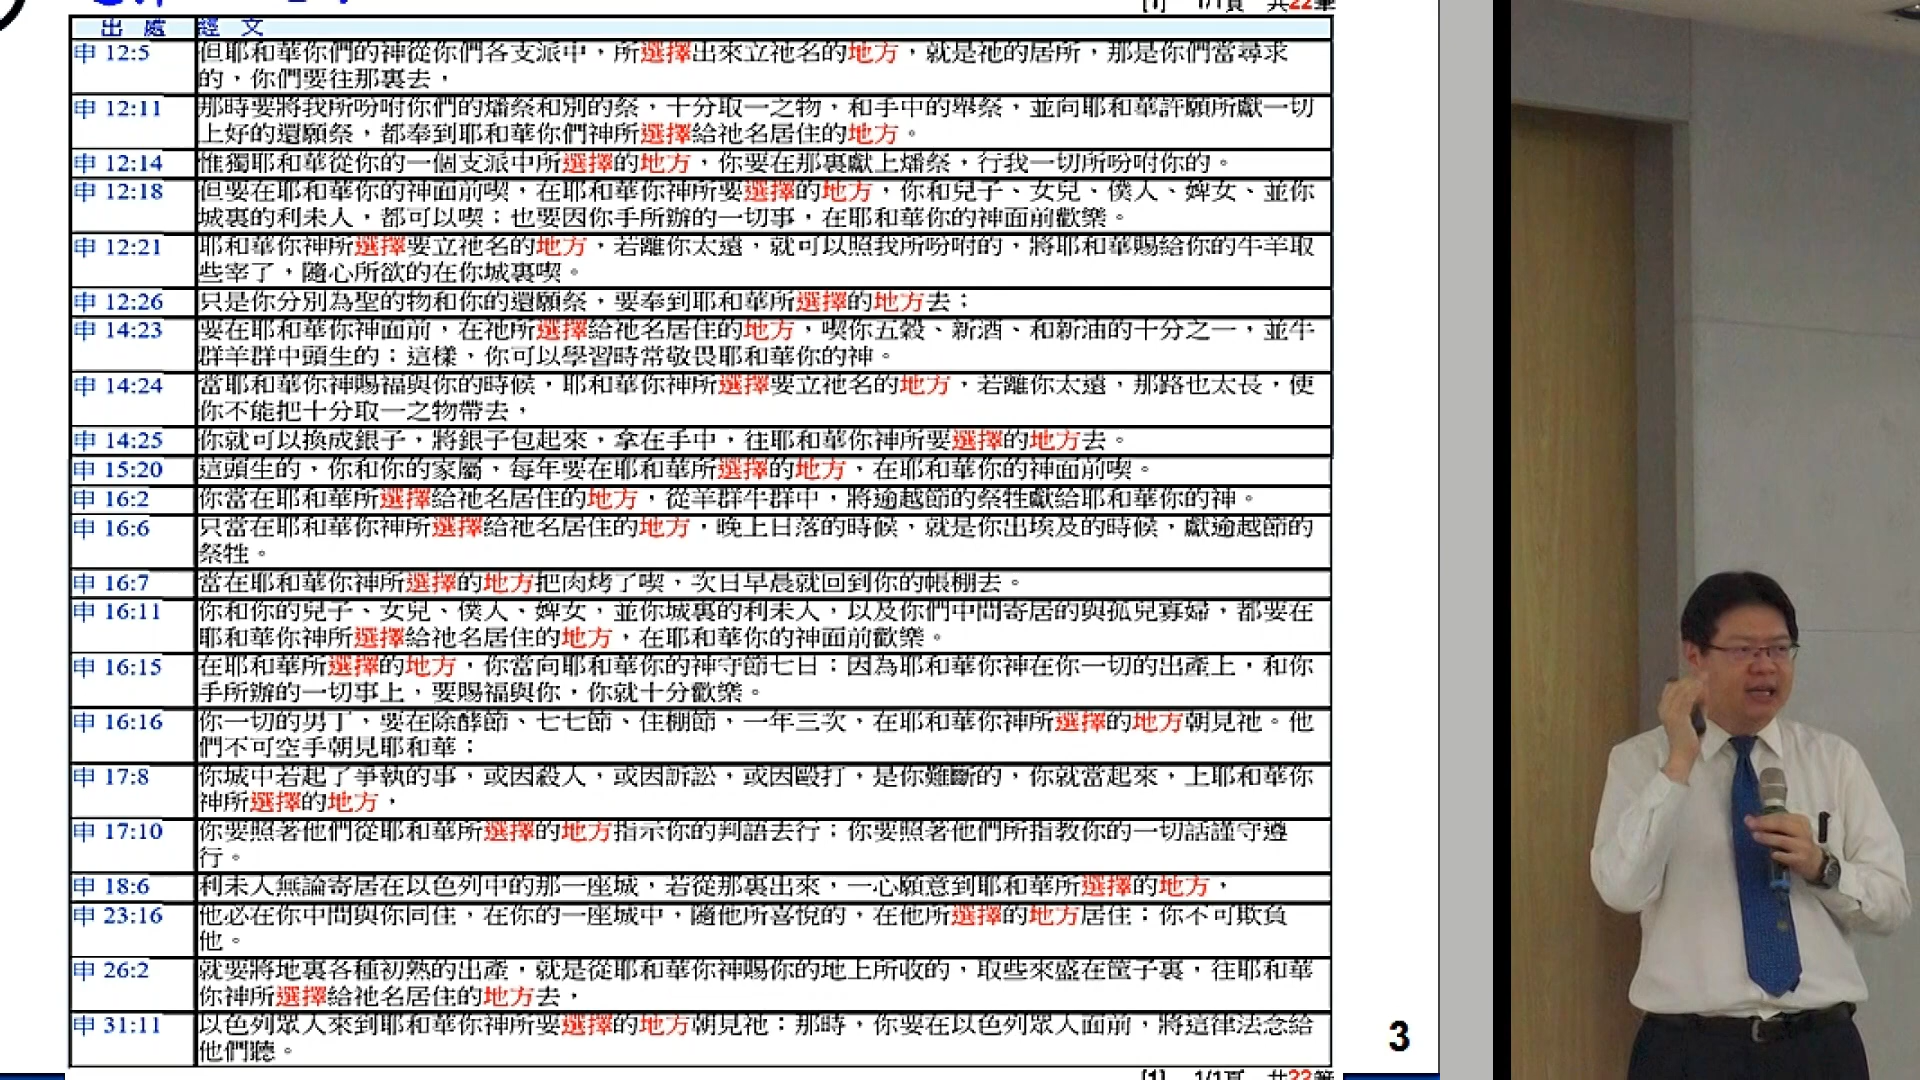 [1] 1/1頁 共22筆
出 處 經 文
申 12:5 但耶和華你們的神從你們各支派中，所選擇出來立祂名的地方，就是祂的居所，那是你們當尋求
的，你們要往那裏去，
申 12:11 那時要將我所吩咐你們的燔祭和別的祭，十分取一之物，和手中的舉祭，並向耶和華許願所獻一切
上好的還願祭，都奉到耶和華你們神所選擇給祂名居住的地方。
申 12:14 惟獨耶和華從你的一個支派中所選擇的地方，你要在那裏獻上燔祭，行我一切所吩咐你的。
申 12:18 但要在耶和華你的神面前喫，在耶和華你神所要選擇的地方，你和兒子、女兒、僕人、婢女、並你
城裏的利未人，都可以喫；也要因你手所辦的一切事，在耶和華你的神面前歡樂。
申 12:21 耶和華你神所選擇要立祂名的地方，若離你太遠，就可以照我所吩咐的，將耶和華賜給你的牛羊取
些宰了，隨心所欲的在你城裏喫。
申 12:26 只是你分別為聖的物和你的還願祭，要奉到耶和華所選擇的地方去；
申 14:23 要在耶和華你神面前，在祂所選擇給祂名居住的地方，喫你五穀、新酒、和新油的十分之一，並牛
群羊群中頭生的；這樣，你可以學習時常敬畏耶和華你的神。
申 14:24 當耶和華你神賜福與你的時候，耶和華你神所選擇要立祂名的地方，若離你太遠，那路也太長，使
你不能把十分取一之物帶去，
申 14:25 你就可以換成銀子，將銀子包起來，拿在手中，往耶和華你神所要選擇的地方去。
申 15:20 這頭生的，你和你的家屬，每年要在耶和華所選擇的地方，在耶和華你的神面前喫。
申 16:2 你當在耶和華所選擇給祂名居住的地方，從羊群牛群中，將逾越節的祭牲獻給耶和華你的神。
申 16:6 只當在耶和華你神所選擇給祂名居住的地方，晚上日落的時候，就是你出埃及的時候，獻逾越節的
祭牲。
申 16:7 當在耶和華你神所選擇的地方把肉烤了喫，次日早晨就回到你的帳棚去。
申 16:11 你和你的兒子、女兒、僕人、婢女，並你城裏的利未人，以及你們中間寄居的與孤兒寡婦，都要在
耶和華你神所選擇給祂名居住的地方，在耶和華你的神面前歡樂。
申 16:15 在耶和華所選擇的地方，你當向耶和華你的神守節七日；因為耶和華你神在你一切的出產上，和你
手所辦的一切事上，要賜福與你，你就十分歡樂。
申 16:16 你一切的男丁，要在除酵節、七七節、住棚節，一年三次，在耶和華你神所選擇的地方朝見祂。他
們不可空手朝見耶和華；
申 17:8 你城中若起了爭執的事，或因殺人，或因訴訟，或因毆打，是你難斷的，你就當起來，上耶和華你
神所選擇的地方，
申 17:10 你要照著他們從耶和華所選擇的地方指示你的判語去行；你要照著他們所指教你的一切話謹守遵
行。
申 18:6 利未人無論寄居在以色列中的那一座城，若從那裏出來，一心願意到耶和華所選擇的地方，
申 23:16 他必在你中間與你同住，在你的一座城中，隨他所喜悅的，在他所選擇的地方居住；你不可欺負
他。
申 26:2 就要將地裏各種初熟的出產，就是從耶和華你神賜你的地上所收的，取些來盛在筐子裏，往耶和華
你神所選擇給祂名居住的地方去，
申 31:11 以色列眾人來到耶和華你神所要選擇的地方朝見祂；那時，你要在以色列眾人面前，將這律法念給
他們聽。
3
[1] 1/1頁 共22筆